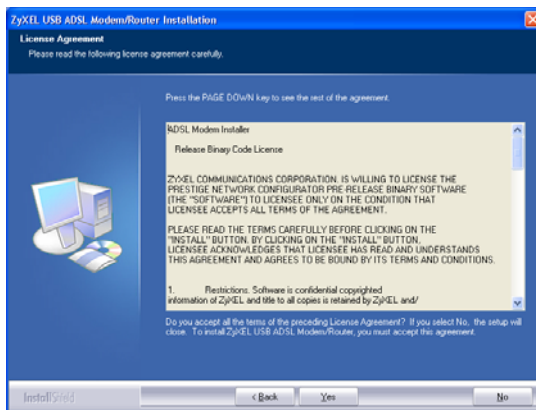 ZyXEL USB ADSL Modem/Router Installation
License Agreement
Please read the following license agreement carefully.
Press the PAGE DOWN key to see the rest of the agreement.
ADSL Modem Installer
Release Binary Code License
ZYXEL COMMUNICATIONS CORPORATION. IS WILLING TO LICENSE THE
PRESTIGE NETWORK CONFIGURATOR PRE RELEASE BINARY SOFTWARE
(THE "SOFTWARE") TO LICENSEE ONLY ON THE CONDITION THAT
LICENSEE ACCEPTS ALL TERMS OF THE AGREEMENT.
PLEASE READ THE TERMS CAREFULLY BEFORE CLICKING ON THE
"INSTALL" BUTTON. BY CLICKING ON THE "INSTALL" BUTTON,
LICENSEE ACKNOWLEDGES THAT LICENSEE HAS READ AND UNDERSTANDS
THIS AGREEMENT AND AGREES TO BE BOUND BY ITS TERMS AND CONDITIONS.
1. Restrictions. Software is confidential copyrighted
information of ZyXEL and title to all copies is retained by ZyXEL and/
Do you accept all the terms of the preceding License Agreement? If you select No, the setup will
close. To install ZyXEL USB ADSL Modem/Router, you must accept this agreement.
InstallShield
< Back
Yes
No